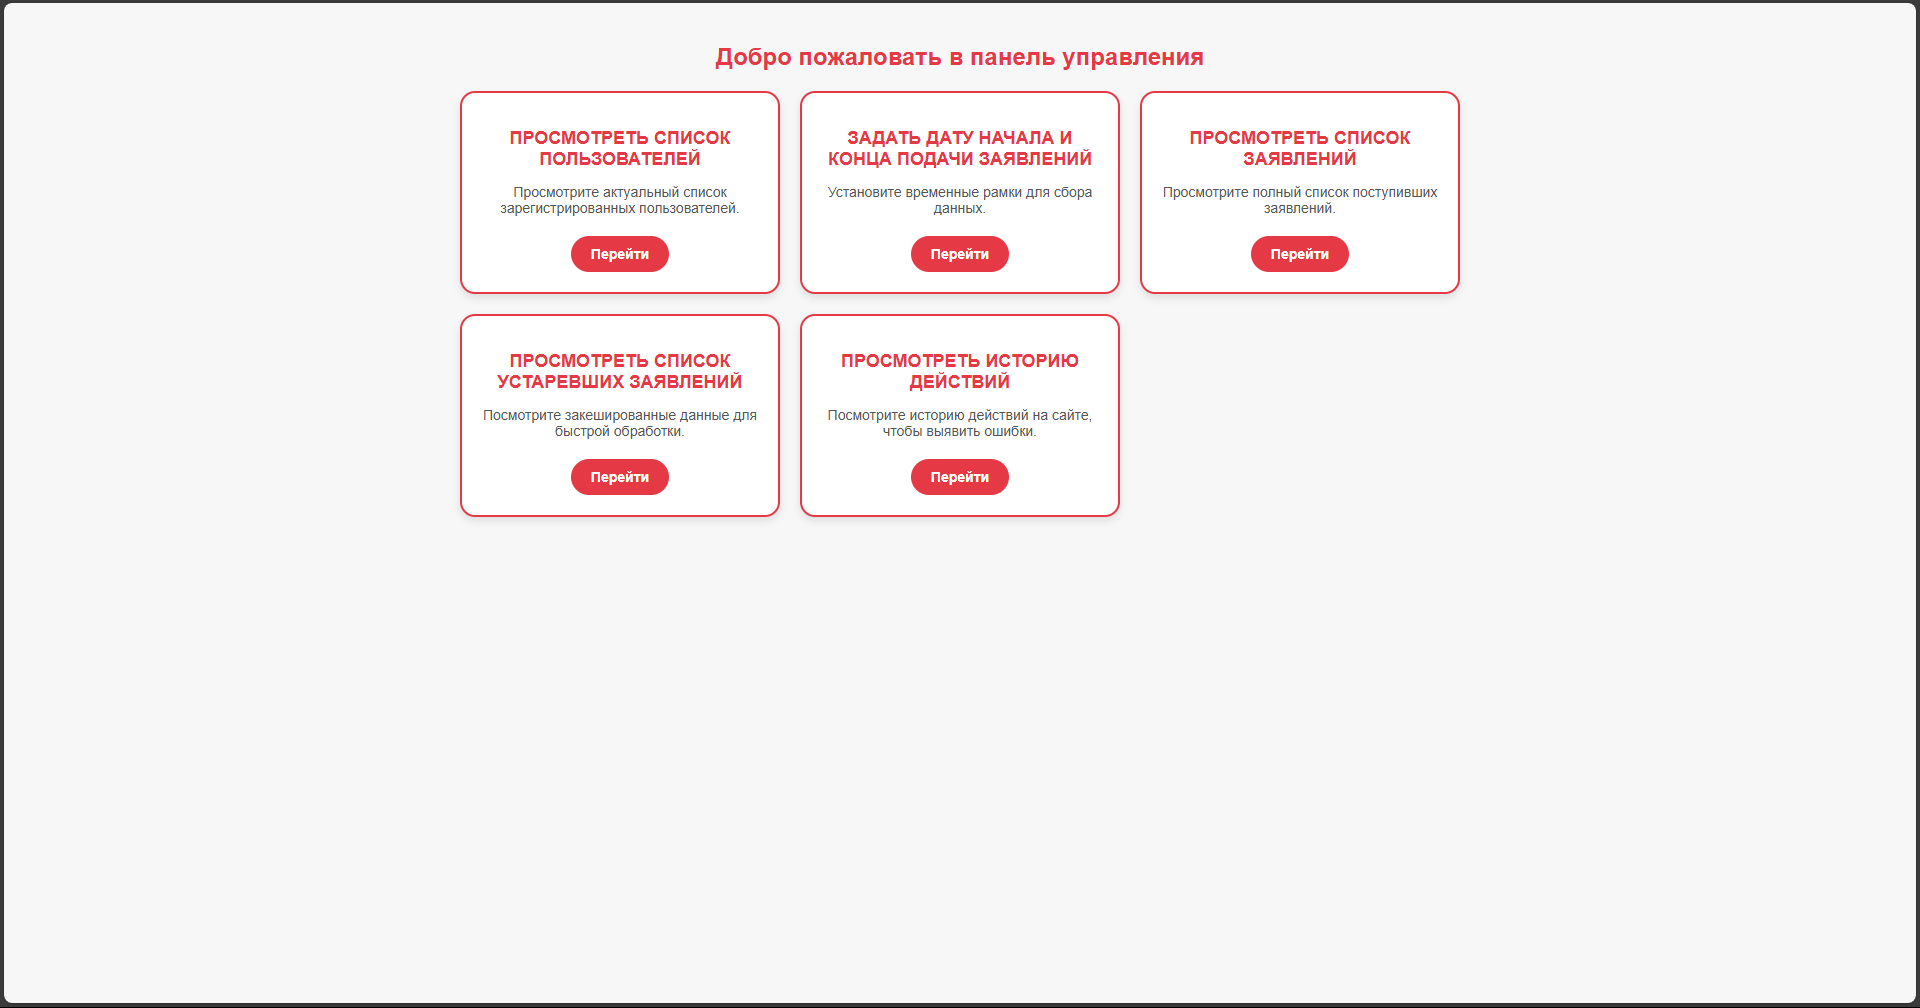 Добро пожаловать в панель управления
ПРОСМОТРЕТЬ СПИСОК
ПОЛЬЗОВАТЕЛЕЙ
Просмотрите актуальный список
зарегистрированных пользователей.
Перейти
ЗАДАТЬ ДАТУ НАЧАЛА И
КОНЦА ПОДАЧИ ЗАЯВЛЕНИЙ
Установите временные рамки для сбора
данных.
Перейти
ПРОСМОТРЕТЬ СПИСОК
ЗАЯВЛЕНИЙ
Просмотрите полный список поступивших
заявлений.
Перейти
ПРОСМОТРЕТЬ СПИСОК
УСТАРЕВШИХ ЗАЯВЛЕНИЙ
Посмотрите закешированные данные для
быстрой обработки.
Перейти
ПРОСМОТРЕТЬ ИСТОРИЮ
ДЕЙСТВИЙ
Посмотрите историю действий на сайте,
чтобы выявить ошибки.
Перейти